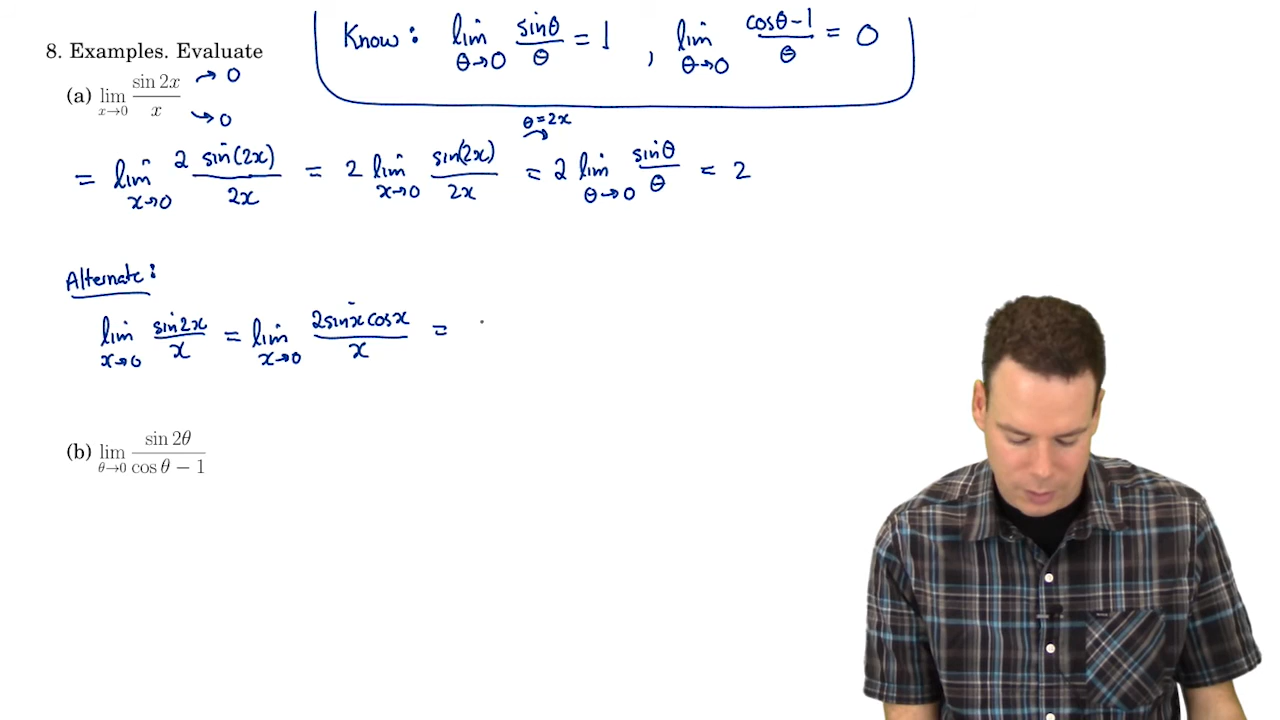 Know: lim θ→0 sinθ/θ = 1 , lim θ→0 cosθ-1/θ = 0
8. Examples. Evaluate
(a) lim x→0 sin 2x/x → 0 → 0
θ=2x
= lim x→0 2 sin(2x)/2x = 2 lim x→0 sin(2x)/2x = 2 lim θ→0 sinθ/θ = 2
Alternate:
lim x→0 sin2x/x = lim x→0 2sinxcosx/x =
(b) lim θ→0 sin 2θ/cos θ − 1